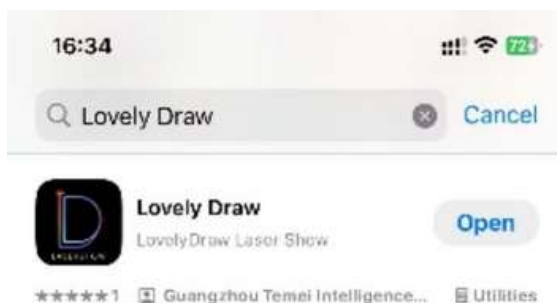 16:34
72
Lovely Draw
Cancel
Lovely Draw
LovelyDraw Laser Show
Open
★★★★★1 Guangzhou Temei Intelligence... Utilities